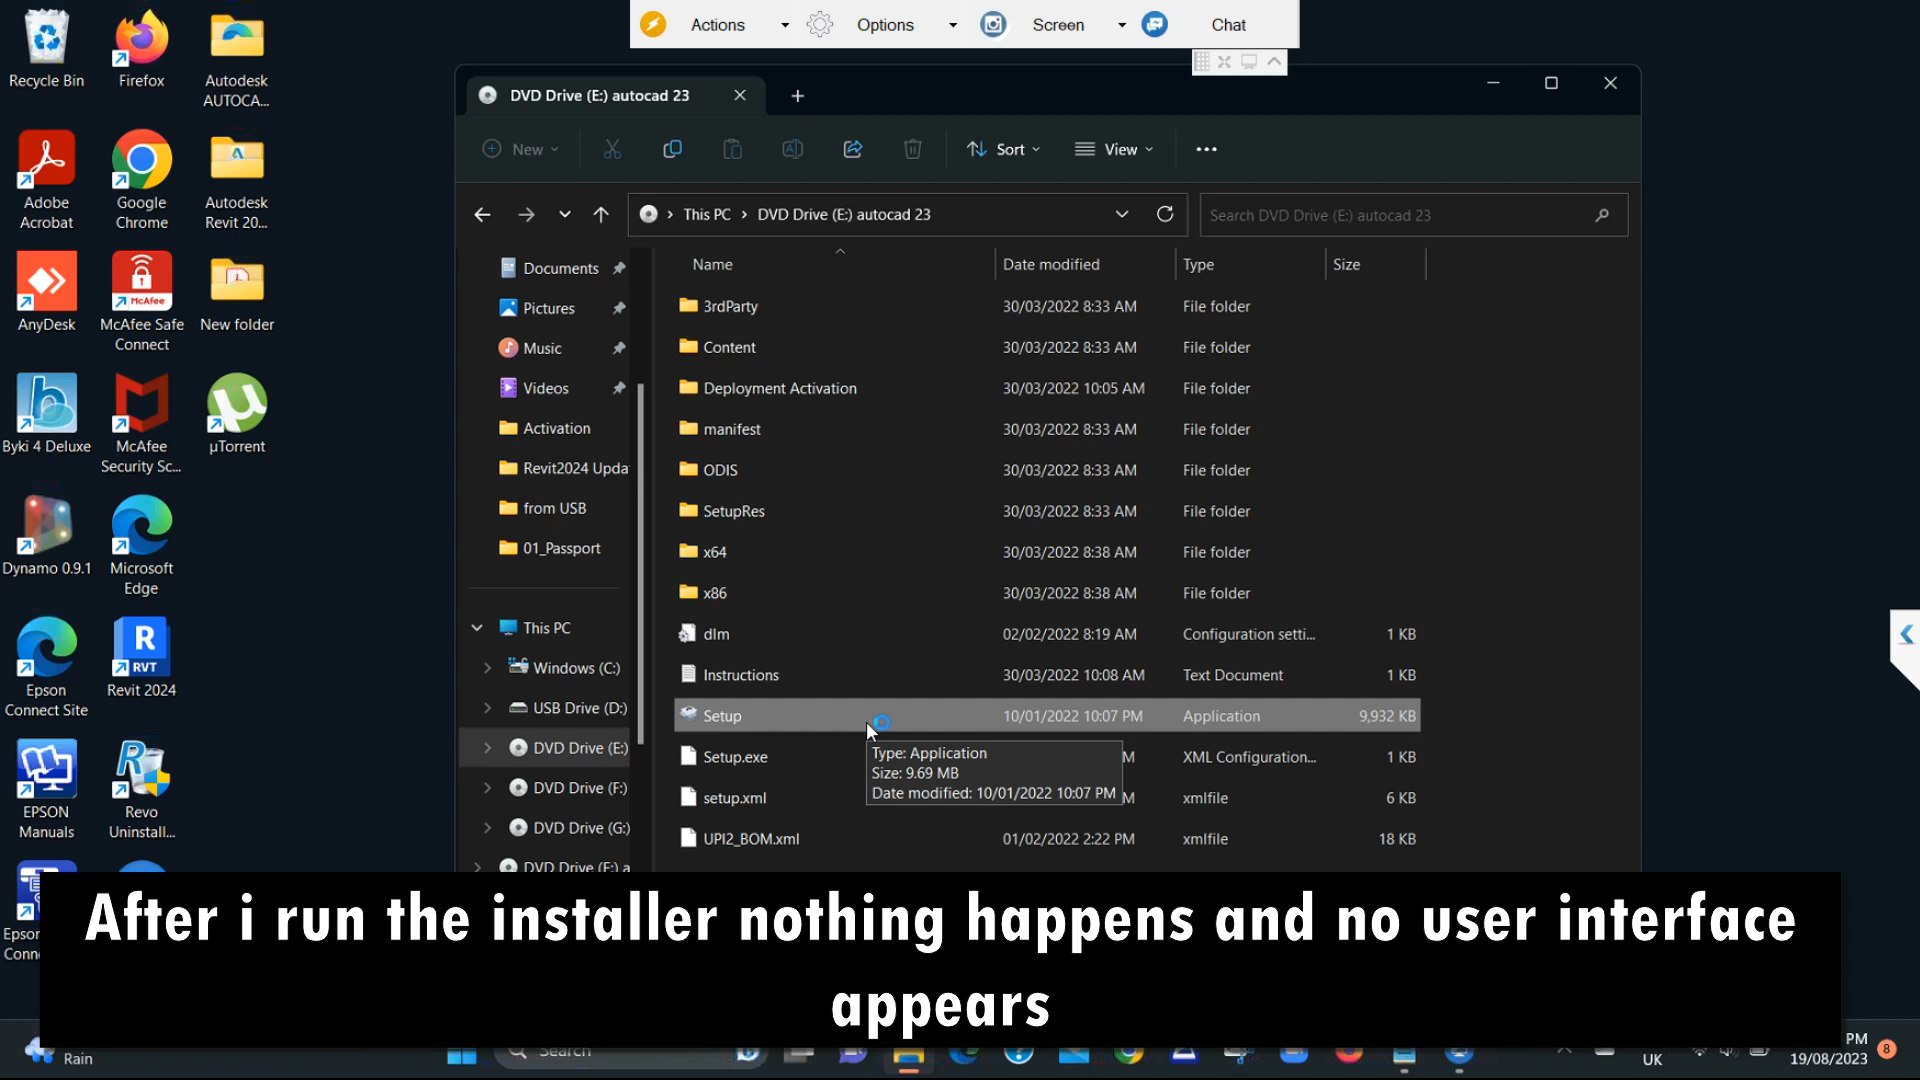 Actions
Options
Screen
Chat
Recycle Bin
Firefox
Autodesk
AUTOCA...
Adobe
Acrobat
Google
Chrome
Autodesk
Revit 20...
AnyDesk
McAfee Safe
Connect
New folder
Byki 4 Deluxe
McAfee
Security Sc...
µTorrent
Dynamo 0.9.1
Microsoft
Edge
Epson
Connect Site
Revit 2024
EPSON
Manuals
Revo
Uninstall...
DVD Drive (E:) autocad 23
New
Sort
View
This PC > DVD Drive (E:) autocad 23
Search DVD Drive (E:) autocad 23
Documents
Pictures
Music
Videos
Activation
Revit2024 Upda
from USB
01_Passport
This PC
Windows (C:)
USB Drive (D:)
DVD Drive (E:)
DVD Drive (F:)
DVD Drive (G:)
Name Date modified Type Size
3rdParty 30/03/2022 8:33 AM File folder
Content 30/03/2022 8:33 AM File folder
Deployment Activation 30/03/2022 10:05 AM File folder
manifest 30/03/2022 8:33 AM File folder
ODIS 30/03/2022 8:33 AM File folder
SetupRes 30/03/2022 8:33 AM File folder
x64 30/03/2022 8:38 AM File folder
x86 30/03/2022 8:38 AM File folder
dlm 02/02/2022 8:19 AM Configuration setti... 1 KB
Instructions 30/03/2022 10:08 AM Text Document 1 KB
Setup 10/01/2022 10:07 PM Application 9,932 KB
Setup.exe M XML Configuration... 1 KB
setup.xml M xmlfile 6 KB
UPI2_BOM.xml 01/02/2022 2:22 PM xmlfile 18 KB
Type: Application
Size: 9.69 MB
Date modified: 10/01/2022 10:07 PM
After i run the installer nothing happens and no user interface
appears
Rain
Search
UK
PM
19/08/2023
8